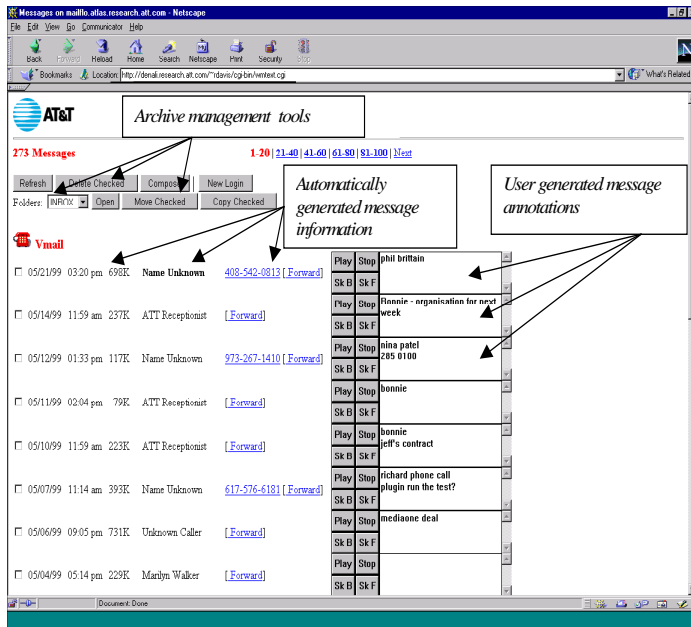 Messages on mailflo.atlas.research.att.com - Netscape
File Edit View Go Communicator Help
Back Forward Reload Home Search Netscape Print Security Stop
Bookmarks Location: http://denali.research.att.com/~rdavis/cgi-bin/wmtext.cgi What's Related
AT&T
Archive management tools
273 Messages 1-20 | 21-40 | 41-60 | 61-80 | 81-100 | Next
Refresh Delete Checked Compose New Login
Folders: INBOX Open Move Checked Copy Checked
Automatically generated message information
User generated message annotations
Vmail
05/21/99 03:20 pm 698K Name Unknown 408-542-0813 [ Forward] Play Stop phil brittain
Sk B Sk F
05/14/99 11:59 am 237K ATT Receptionist [ Forward] Play Stop Bonnie - organisation for next
Sk B Sk F week
05/12/99 01:33 pm 117K Name Unknown 973-267-1410 [ Forward] Play Stop nina patel
Sk B Sk F 285 0100
05/11/99 02:04 pm 79K ATT Receptionist [ Forward] Play Stop bonnie
Sk B Sk F
05/10/99 11:59 am 223K ATT Receptionist [ Forward] Play Stop bonnie
Sk B Sk F jeff's contract
05/07/99 11:14 am 393K Name Unknown 617-576-6181 [ Forward] Play Stop richard phone call
Sk B Sk F plugin run the test?
05/06/99 09:05 pm 731K Unknown Caller [ Forward] Play Stop mediaone deal
Sk B Sk F
05/04/99 05:14 pm 229K Marilyn Walker [ Forward] Play Stop
Sk B Sk F
Document: Done